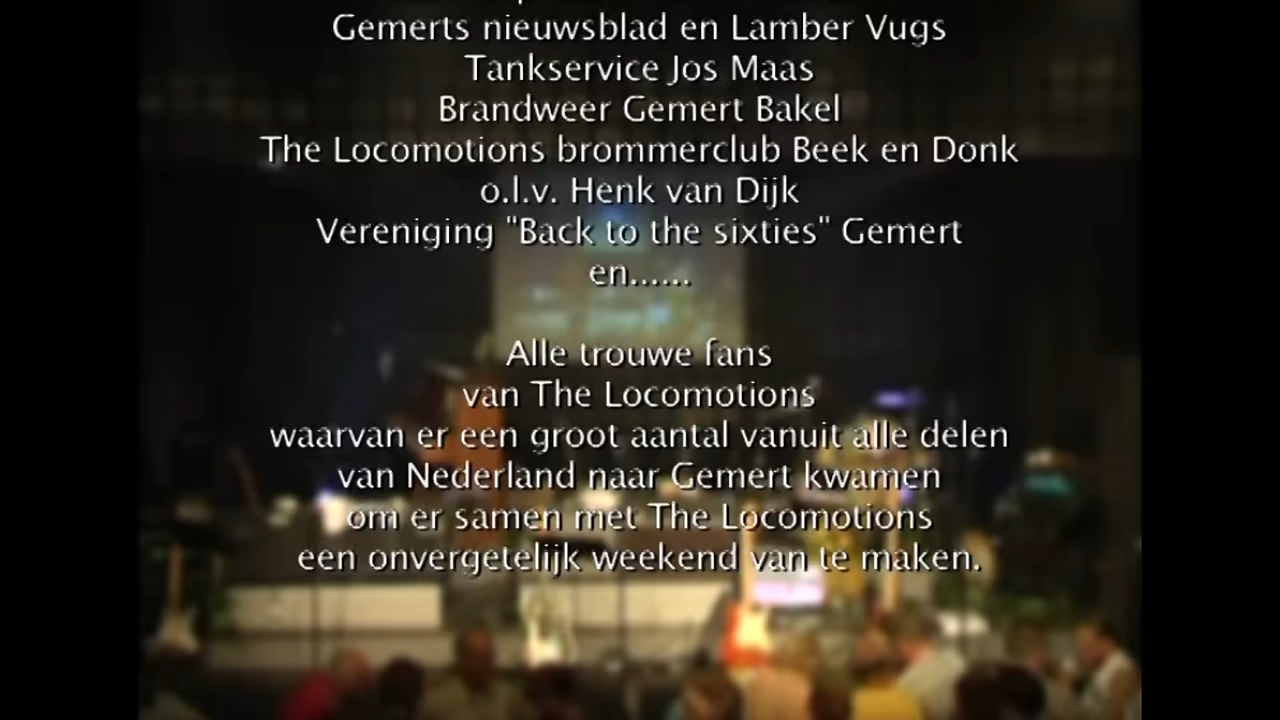 Gemerts nieuwsblad en Lamber Vugs
Tankservice Jos Maas
Brandweer Gemert Bakel
The Locomotions brommerclub Beek en Donk
o.l.v. Henk van Dijk
Vereniging "Back to the sixties" Gemert
en......
Alle trouwe fans
van The Locomotions
waarvan er een groot aantal vanuit alle delen
van Nederland naar Gemert kwamen
om er samen met The Locomotions
een onvergetelijk weekend van te maken.